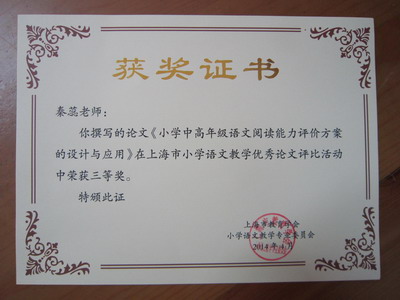 获奖证书
秦蕊老师：
你撰写的论文《小学中高年级语文阅读能力评价方案
的设计与应用》在上海市小学语文教学优秀论文评比活动
中荣获三等奖。
特颁此证
上海市教育学会
小学语文教学专业委员会
2014年4月